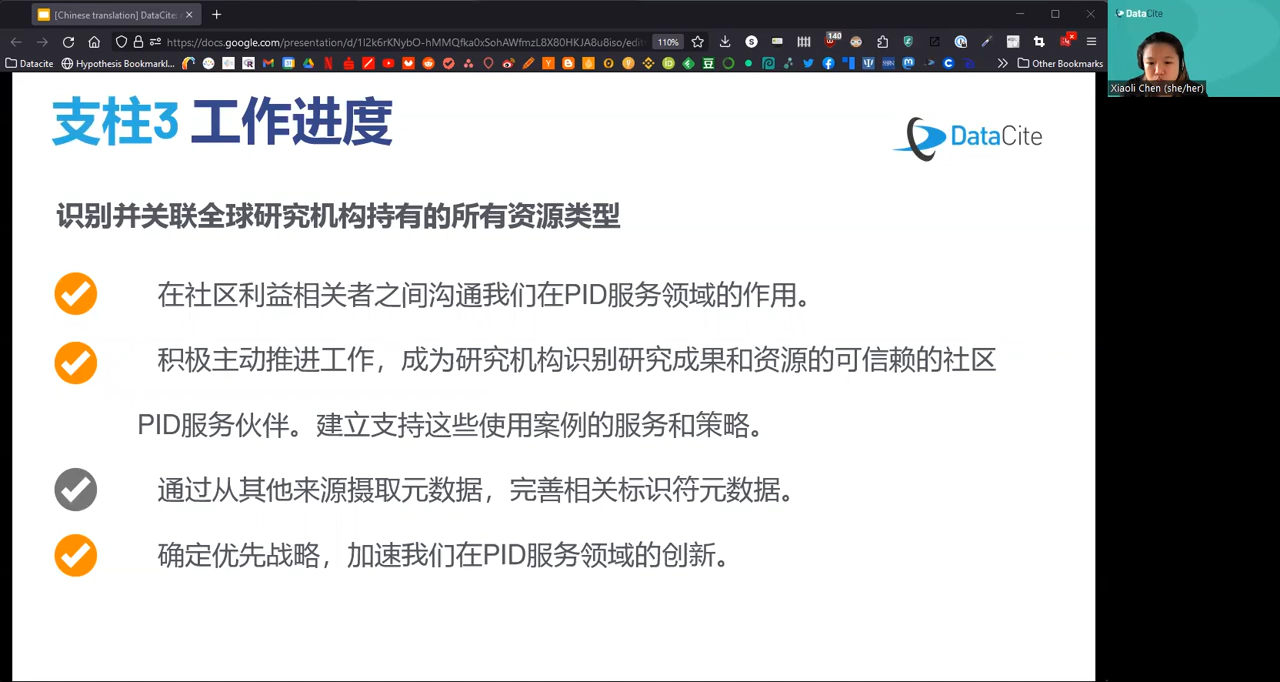 [Chinese translation] DataCite:
https://docs.google.com/presentation/d/1I2k6rKNybO-hMMQfka0xSohAWfmzL8X80HKJA8u8iso/edit
110%
140
Datacite
Hypothesis Bookmarkl...
Other Bookmarks
DataCite
Xiaoli Chen (she/her)
支柱3 工作进度
DataCite
识别并关联全球研究机构持有的所有资源类型
在社区利益相关者之间沟通我们在PID服务领域的作用。
积极主动推进工作，成为研究机构识别研究成果和资源的可信赖的社区
PID服务伙伴。建立支持这些使用案例的服务和策略。
通过从其他来源摄取元数据，完善相关标识符元数据。
确定优先战略，加速我们在PID服务领域的创新。